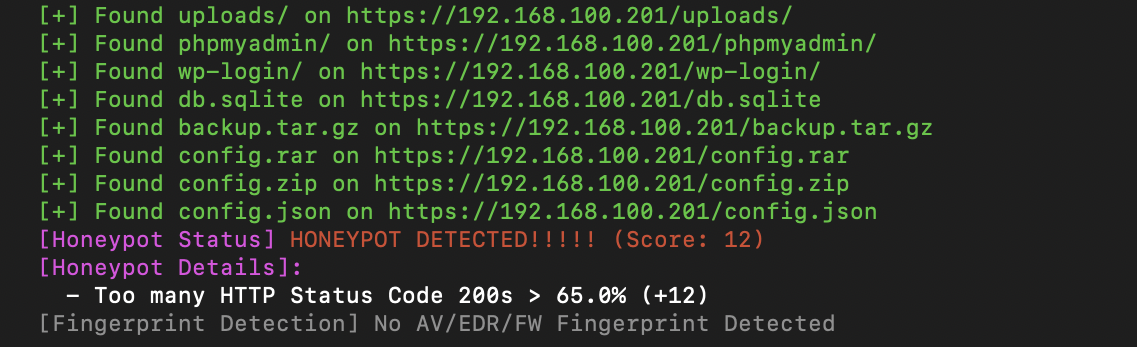 [+] Found uploads/ on https://192.168.100.201/uploads/
[+] Found phpmyadmin/ on https://192.168.100.201/phpmyadmin/
[+] Found wp-login/ on https://192.168.100.201/wp-login/
[+] Found db.sqlite on https://192.168.100.201/db.sqlite
[+] Found backup.tar.gz on https://192.168.100.201/backup.tar.gz
[+] Found config.rar on https://192.168.100.201/config.rar
[+] Found config.zip on https://192.168.100.201/config.zip
[+] Found config.json on https://192.168.100.201/config.json
[Honeypot Status] HONEYPOT DETECTED!!!!! (Score: 12)
[Honeypot Details]:
– Too many HTTP Status Code 200s > 65.0% (+12)
[Fingerprint Detection] No AV/EDR/FW Fingerprint Detected